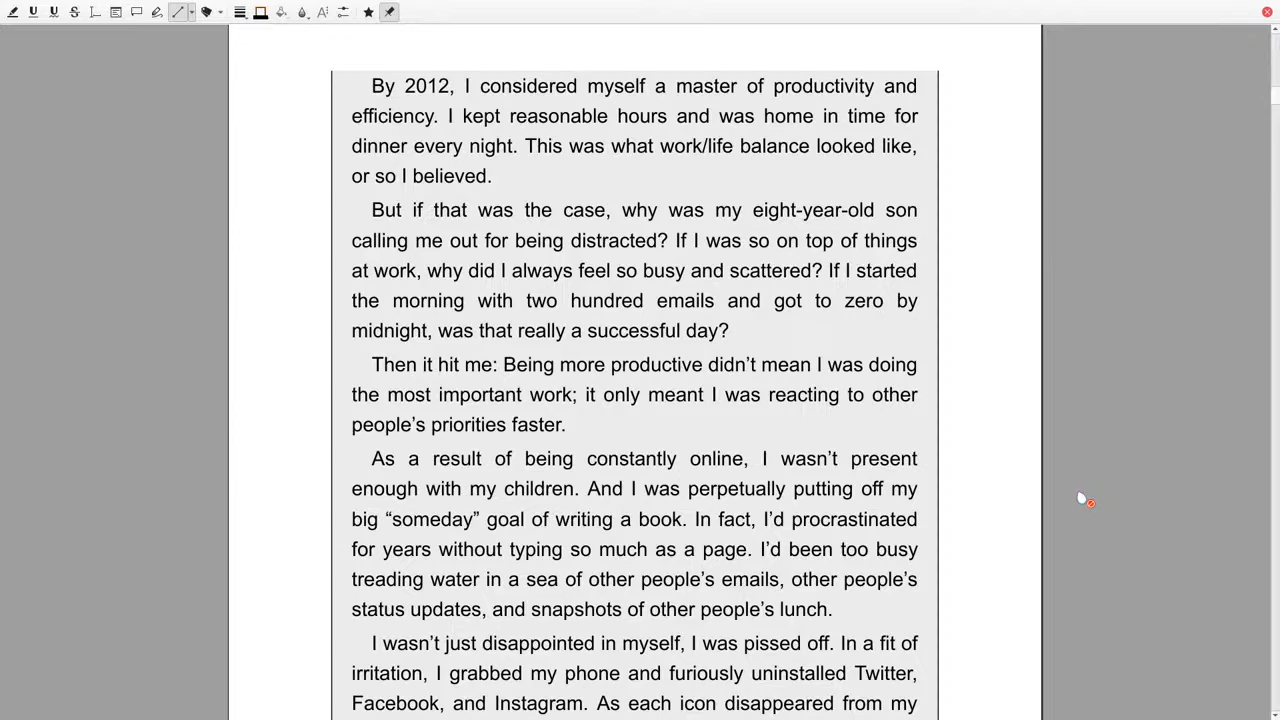 By 2012, I considered myself a master of productivity and
efficiency. I kept reasonable hours and was home in time for
dinner every night. This was what work/life balance looked like,
or so I believed.
But if that was the case, why was my eight-year-old son
calling me out for being distracted? If I was so on top of things
at work, why did I always feel so busy and scattered? If I started
the morning with two hundred emails and got to zero by
midnight, was that really a successful day?
Then it hit me: Being more productive didn’t mean I was doing
the most important work; it only meant I was reacting to other
people’s priorities faster.
As a result of being constantly online, I wasn’t present
enough with my children. And I was perpetually putting off my
big “someday” goal of writing a book. In fact, I’d procrastinated
for years without typing so much as a page. I’d been too busy
treading water in a sea of other people’s emails, other people’s
status updates, and snapshots of other people’s lunch.
I wasn’t just disappointed in myself, I was pissed off. In a fit of
irritation, I grabbed my phone and furiously uninstalled Twitter,
Facebook, and Instagram. As each icon disappeared from my